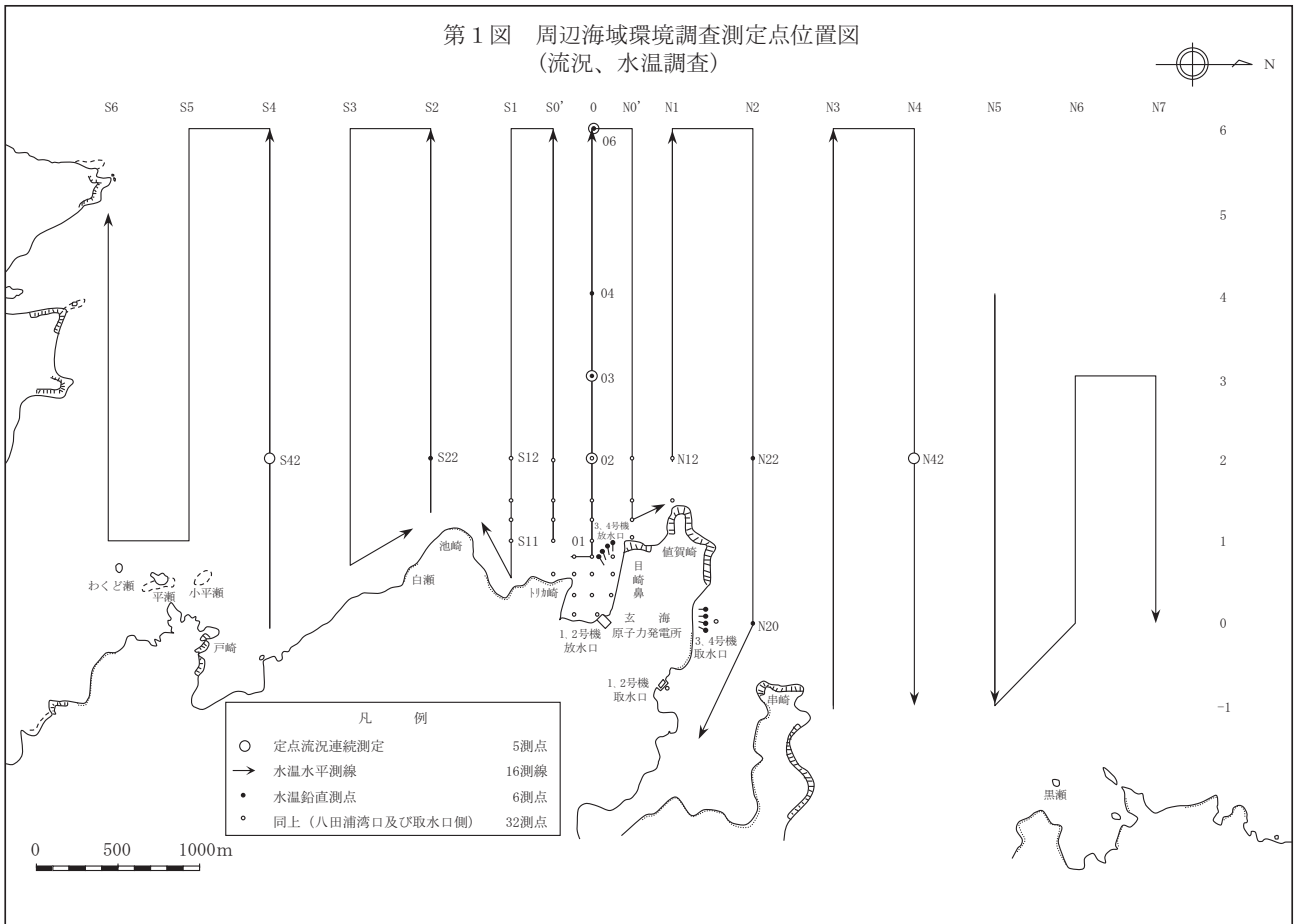 第１図　周辺海域環境調査測定点位置図
(流況、水温調査)
N
S6 S5 S4 S3 S2 S1 S0' 0 N0' N1 N2 N3 N4 N5 N6 N7
6
06
5
04
4
03
3
S42 S22 S12 02 N12 N22 N42
2
3,4号機
放水口
S11 01
1
池崎
値賀崎
目崎鼻
わくど瀬
平瀬
小平瀬
白瀬
トリカ崎
玄海
原子力発電所
N20
0
戸崎
1,2号機
放水口
3,4号機
取水口
1,2号機
取水口
串崎
-1
凡　例
定点流況連続測定 5測点
水温水平測線 16測線
水温鉛直測点 6測点
同上（八田浦湾口及び取水口側） 32測点
黒瀬
0 500 1000m